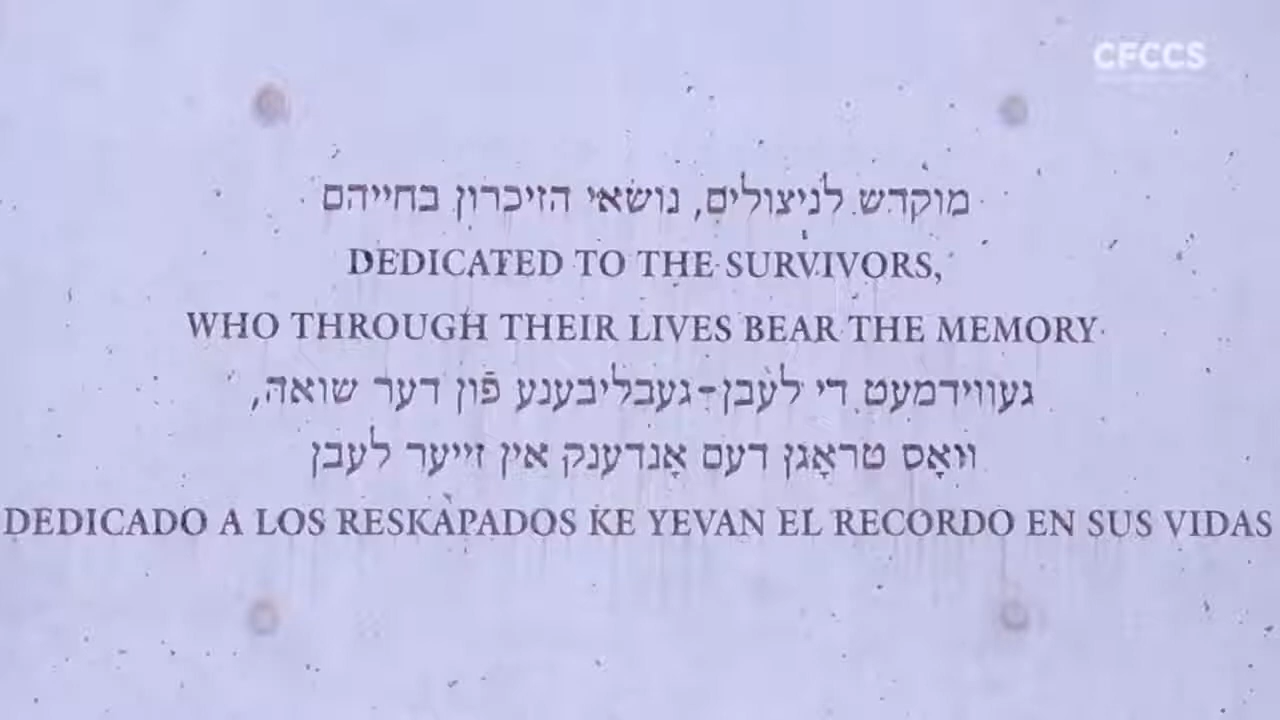 CFCCS
מוקדש לניצולים, נושאי הזיכרון בחייהם
DEDICATED TO THE SURVIVORS,
WHO THROUGH THEIR LIVES BEAR THE MEMORY
געווידמעט די לעבן-געבליבענע פֿון דער שואה,
וואָס טראָגן דעם אָנדענק אין זייער לעבן
DEDICADO A LOS RESKAPADOS KE YEVAN EL RECORDO EN SUS VIDAS